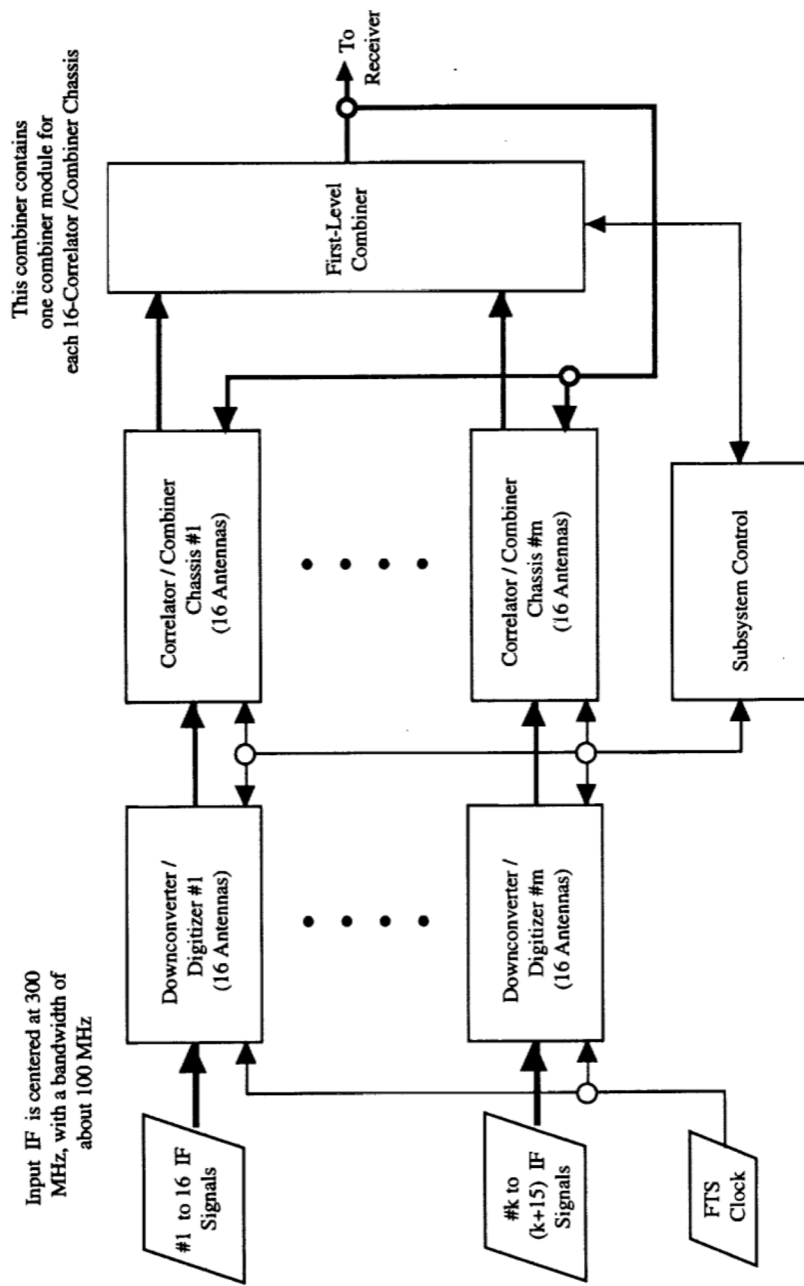 Input IF is centered at 300
MHz, with a bandwidth of
about 100 MHz
This combiner contains
one combiner module for
each 16-Correlator /Combiner Chassis
#1 to 16 IF
Signals
Downconverter /
Digitizer #1
(16 Antennas)
Correlator / Combiner
Chassis #1
(16 Antennas)
First-Level
Combiner
To
Receiver
#k to
(k+15) IF
Signals
Downconverter /
Digitizer #m
(16 Antennas)
Correlator / Combiner
Chassis #m
(16 Antennas)
FTS
Clock
Subsystem Control